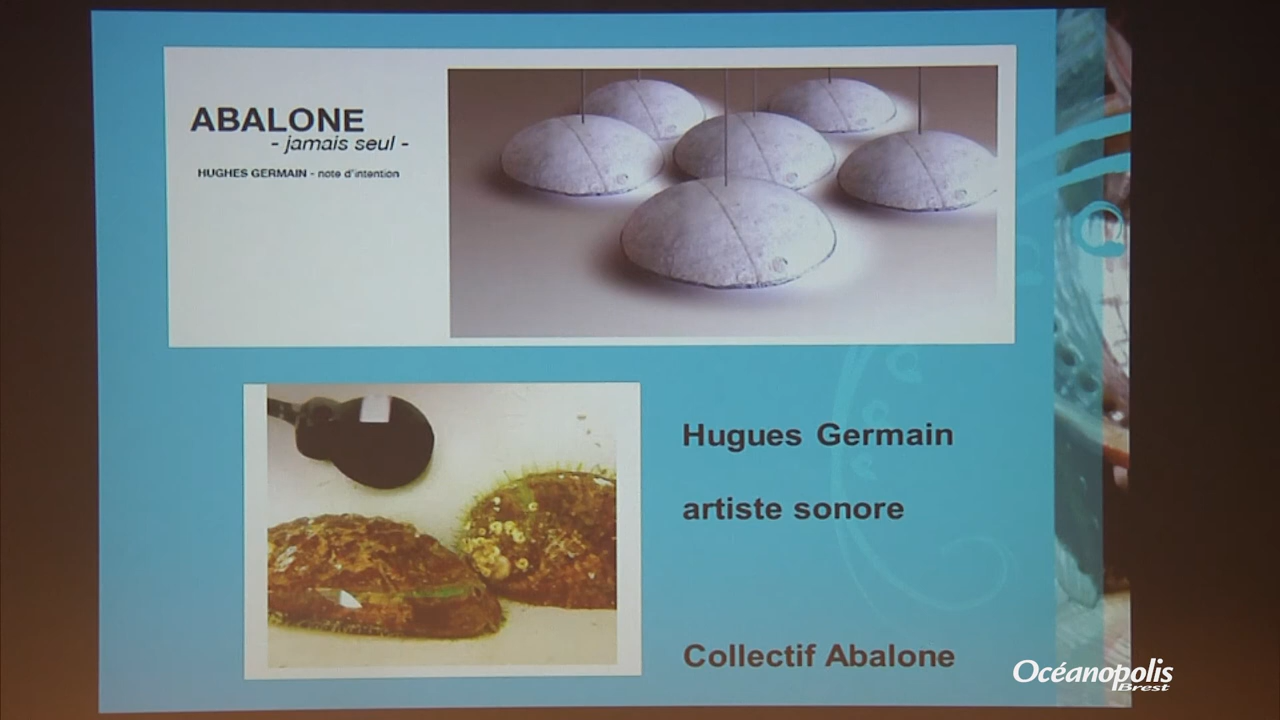 ABALONE
- jamais seul -
HUGHES GERMAIN - note d'intention
Hugues Germain
artiste sonore
Collectif Abalone
Océanopolis
Brest